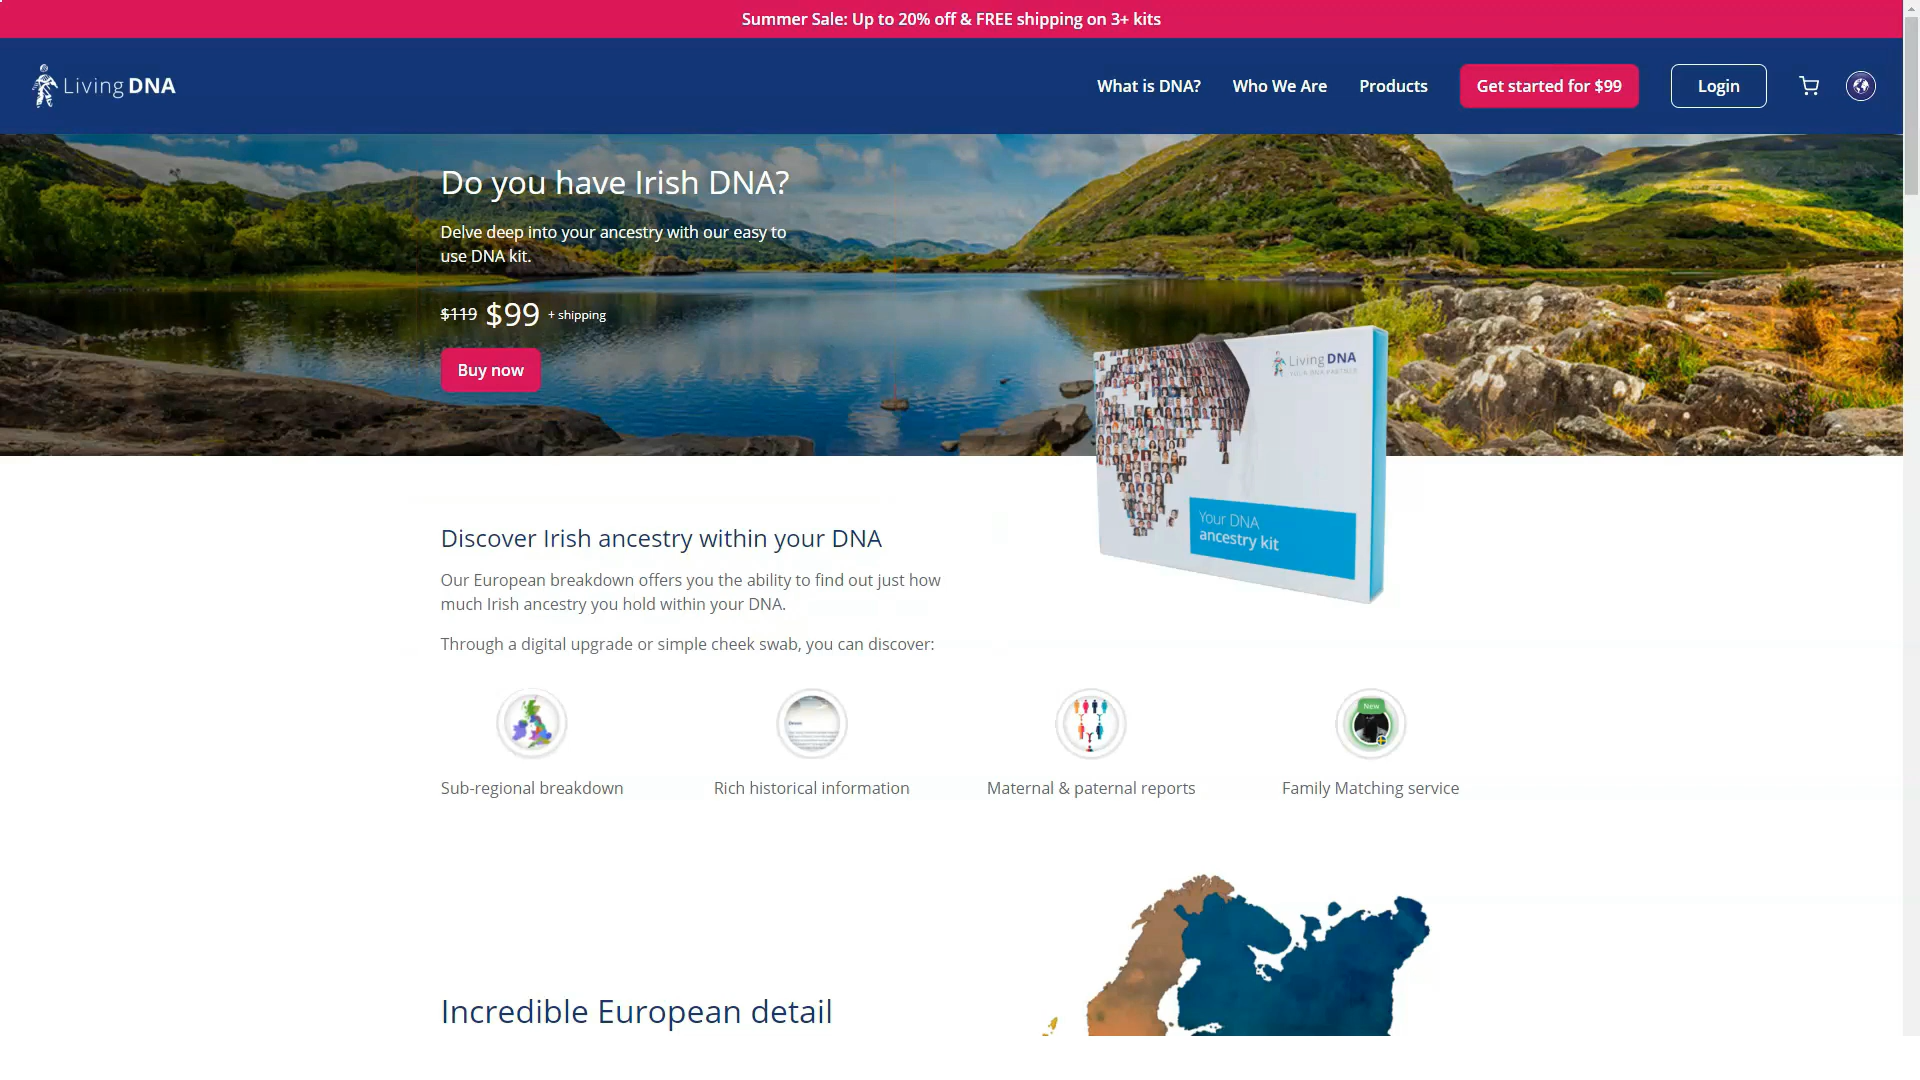 Summer Sale: Up to 20% off & FREE shipping on 3+ kits
Living DNA
What is DNA?
Who We Are
Products
Get started for $99
Login
Do you have Irish DNA?
Delve deep into your ancestry with our easy to
use DNA kit.
$119 $99 + shipping
Buy now
Living DNA
YOUR DNA PARTNER
Your DNA
ancestry kit
Discover Irish ancestry within your DNA
Our European breakdown offers you the ability to find out just how
much Irish ancestry you hold within your DNA.
Through a digital upgrade or simple cheek swab, you can discover:
New
Sub-regional breakdown
Rich historical information
Maternal & paternal reports
Family Matching service
Incredible European detail